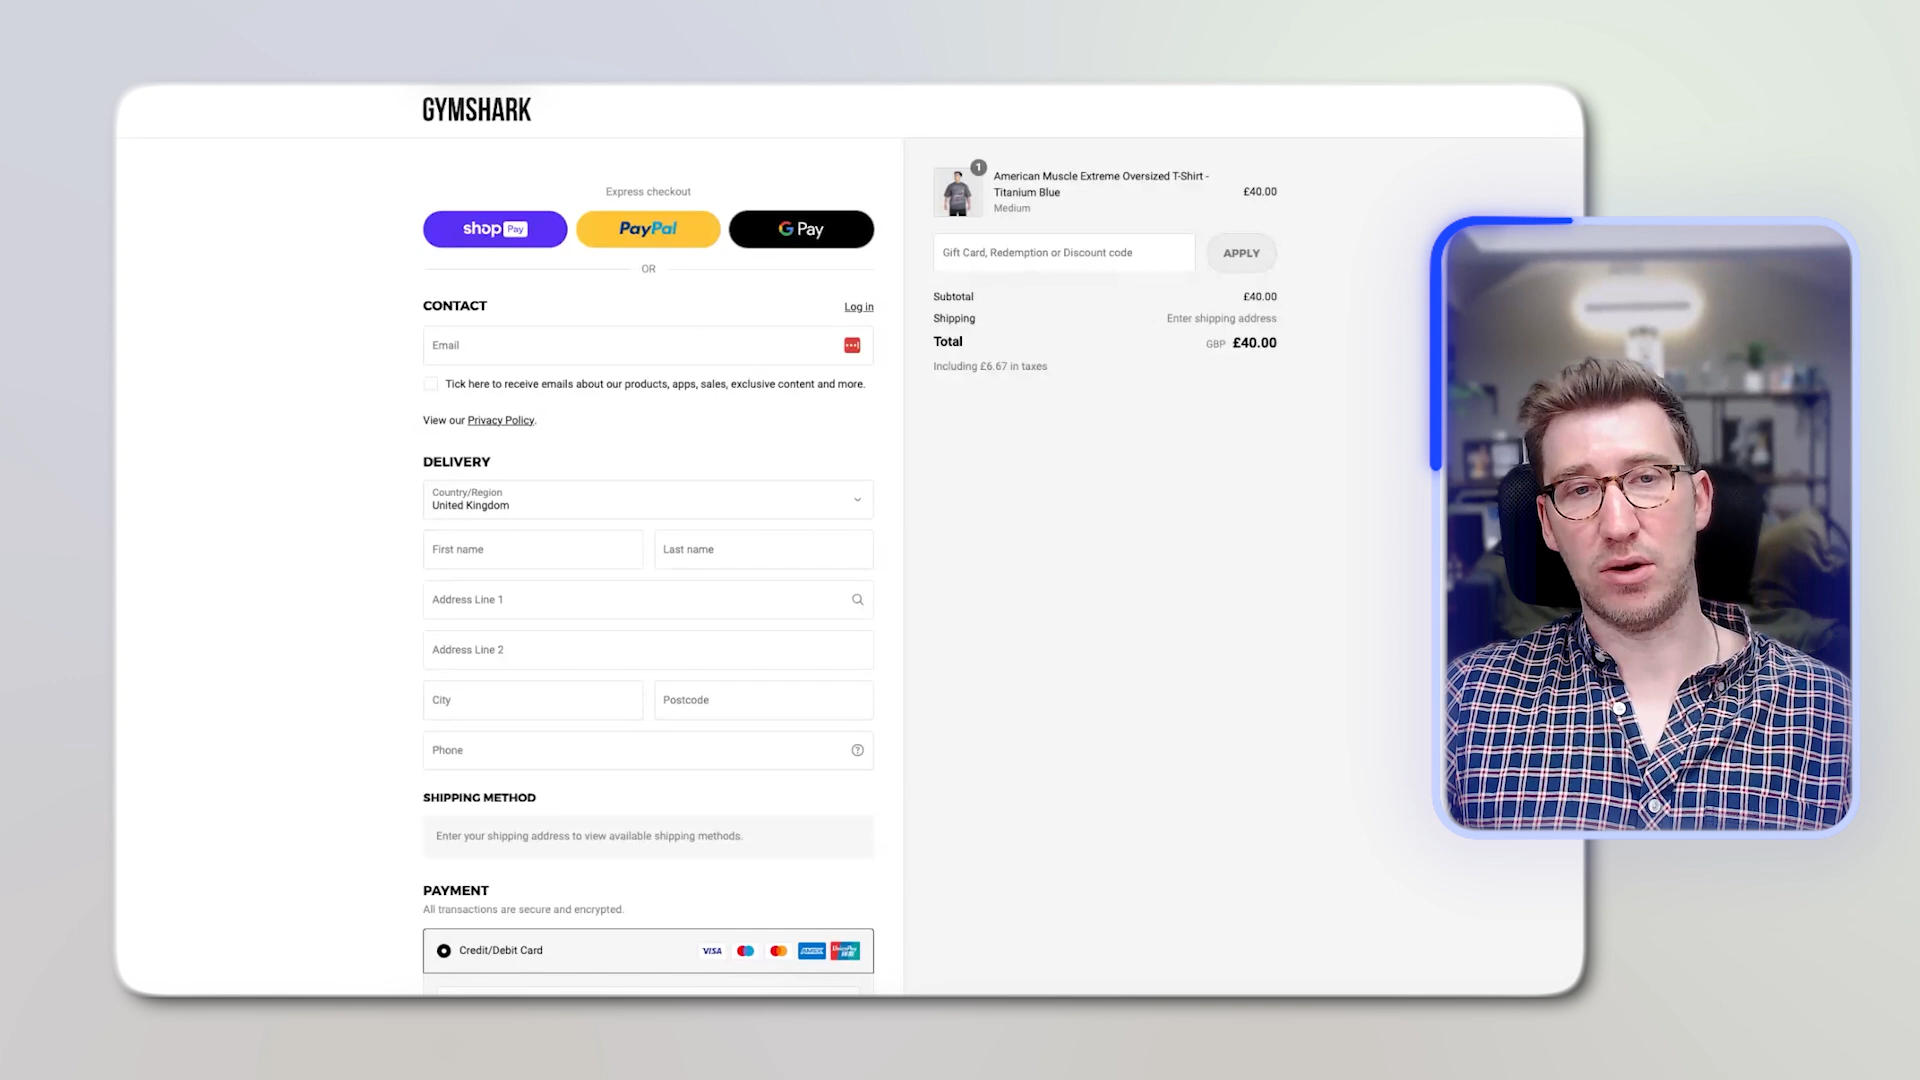 GYMSHARK
Express checkout
shop Pay
PayPal
G Pay
OR
CONTACT
Log in
Email
Tick here to receive emails about our products, apps, sales, exclusive content and more.
View our Privacy Policy.
DELIVERY
Country/Region
United Kingdom
First name
Last name
Address Line 1
Address Line 2
City
Postcode
Phone
SHIPPING METHOD
Enter your shipping address to view available shipping methods.
PAYMENT
All transactions are secure and encrypted.
Credit/Debit Card
VISA
AMEX
UnionPay
1
American Muscle Extreme Oversized T-Shirt -
Titanium Blue
£40.00
Medium
Gift Card, Redemption or Discount code
APPLY
Subtotal
£40.00
Shipping
Enter shipping address
Total
GBP £40.00
Including £6.67 in taxes